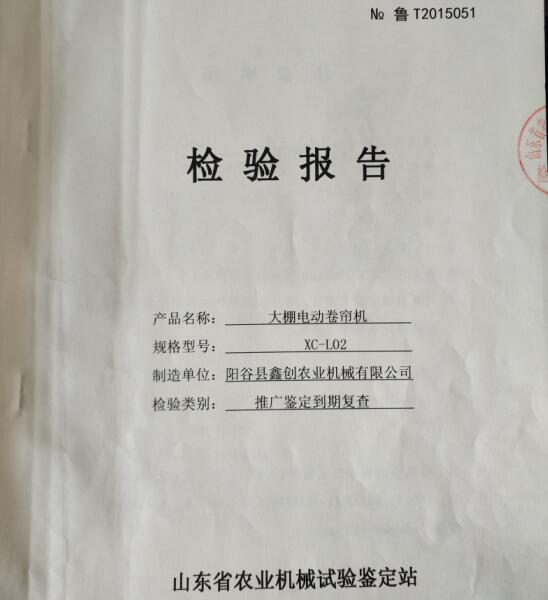 № 鲁 T2015051
检验报告
产品名称：大棚电动卷帘机
规格型号：XC-L02
制造单位：阳谷县鑫创农业机械有限公司
检验类别：推广鉴定到期复查
山东省农业机械试验鉴定站
山东省